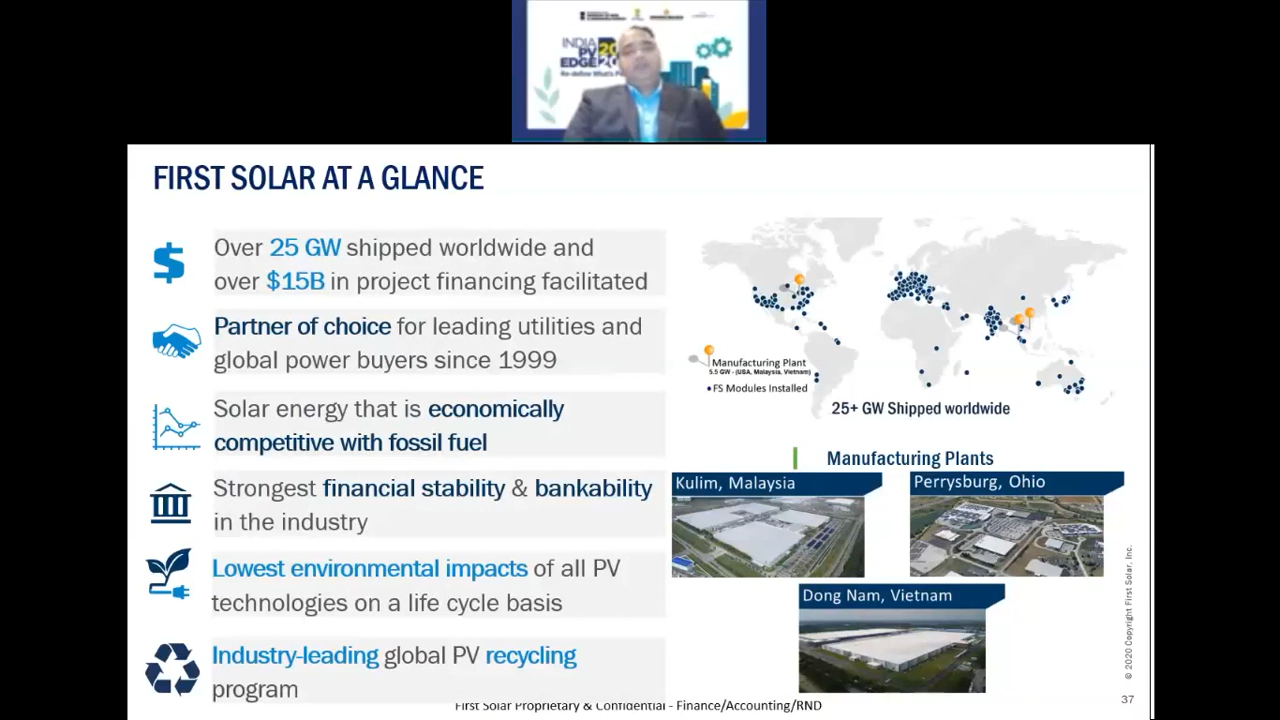 INDIA
PV
EDGE
FIRST SOLAR AT A GLANCE
Over 25 GW shipped worldwide and
over $15B in project financing facilitated
Partner of choice for leading utilities and
global power buyers since 1999
Solar energy that is economically
competitive with fossil fuel
Strongest financial stability & bankability
in the industry
Lowest environmental impacts of all PV
technologies on a life cycle basis
Industry-leading global PV recycling
program
Manufacturing Plant
5.5 GW - (USA, Malaysia, Vietnam)
FS Modules Installed
25+ GW Shipped worldwide
Manufacturing Plants
Kulim, Malaysia
Perrysburg, Ohio
Dong Nam, Vietnam
© 2020 Copyright First Solar, Inc.
First Solar Proprietary & Confidential - Finance/Accounting/RND
37